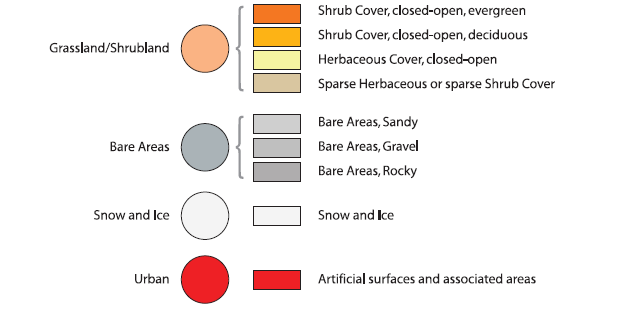 Shrub Cover, closed-open, evergreen
Shrub Cover, closed-open, deciduous
Grassland/Shrubland
Herbaceous Cover, closed-open
Sparse Herbaceous or sparse Shrub Cover
Bare Areas, Sandy
Bare Areas
Bare Areas, Gravel
Bare Areas, Rocky
Snow and Ice
Snow and Ice
Urban
Artificial surfaces and associated areas